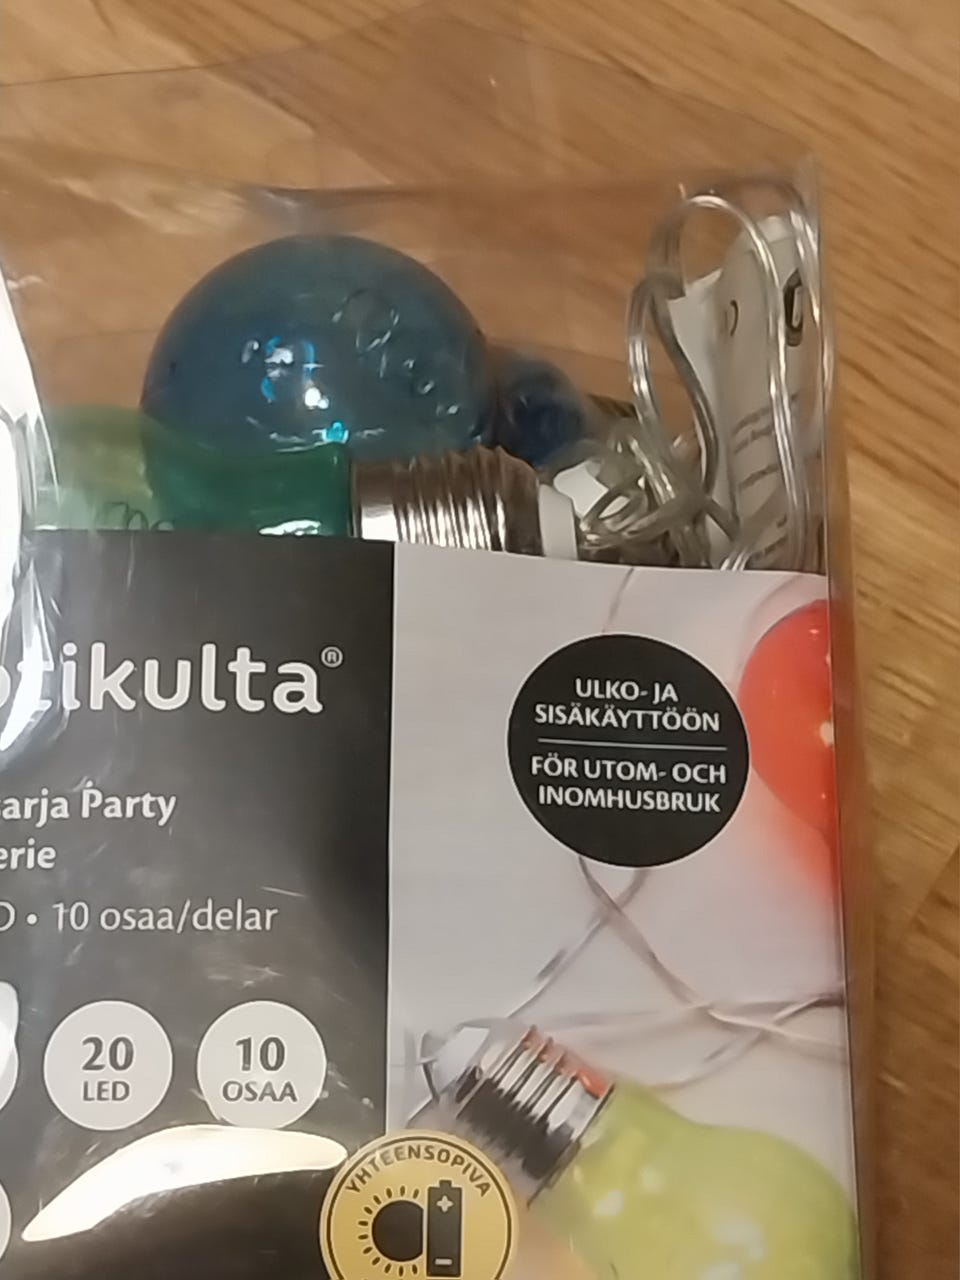 tikulta®
ULKO- JA
SISÄKÄYTTÖÖN
FÖR UTOM- OCH
INOMHUSBRUK
arja Party
erie
• 10 osaa/delar
20
LED
10
OSAA
YHTEENSOPIVA